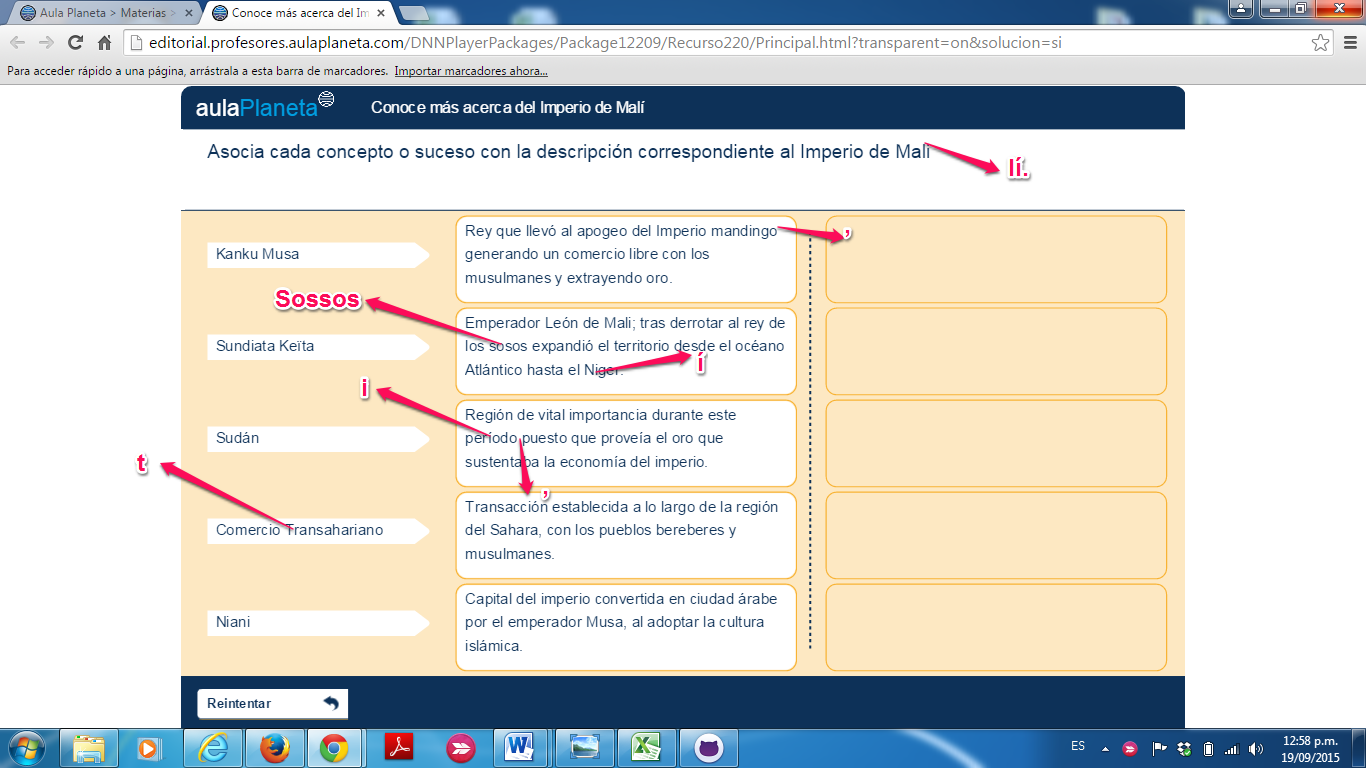 Aula Planeta > Materias >
Conoce más acerca del Im
editorial.profesores.aulaplaneta.com/DNNPlayerPackages/Package12209/Recurso220/Principal.html?transparent=on&solucion=si
Para acceder rápido a una página, arrástrala a esta barra de marcadores. Importar marcadores ahora...
aulaPlaneta
Conoce más acerca del Imperio de Malí
Asocia cada concepto o suceso con la descripción correspondiente al Imperio de Mali
lí.
Kanku Musa
Rey que llevó al apogeo del Imperio mandingo
generando un comercio libre con los
musulmanes y extrayendo oro.
,
Sossos
Sundiata Keïta
Emperador León de Mali; tras derrotar al rey de
los sosos expandió el territorio desde el océano
Atlántico hasta el Niger.
í
i
Sudán
Región de vital importancia durante este
período puesto que proveía el oro que
sustentaba la economía del imperio.
t
,
Comercio Transahariano
Transacción establecida a lo largo de la región
del Sahara, con los pueblos bereberes y
musulmanes.
Niani
Capital del imperio convertida en ciudad árabe
por el emperador Musa, al adoptar la cultura
islámica.
Reintentar
ES
12:58 p.m.
19/09/2015